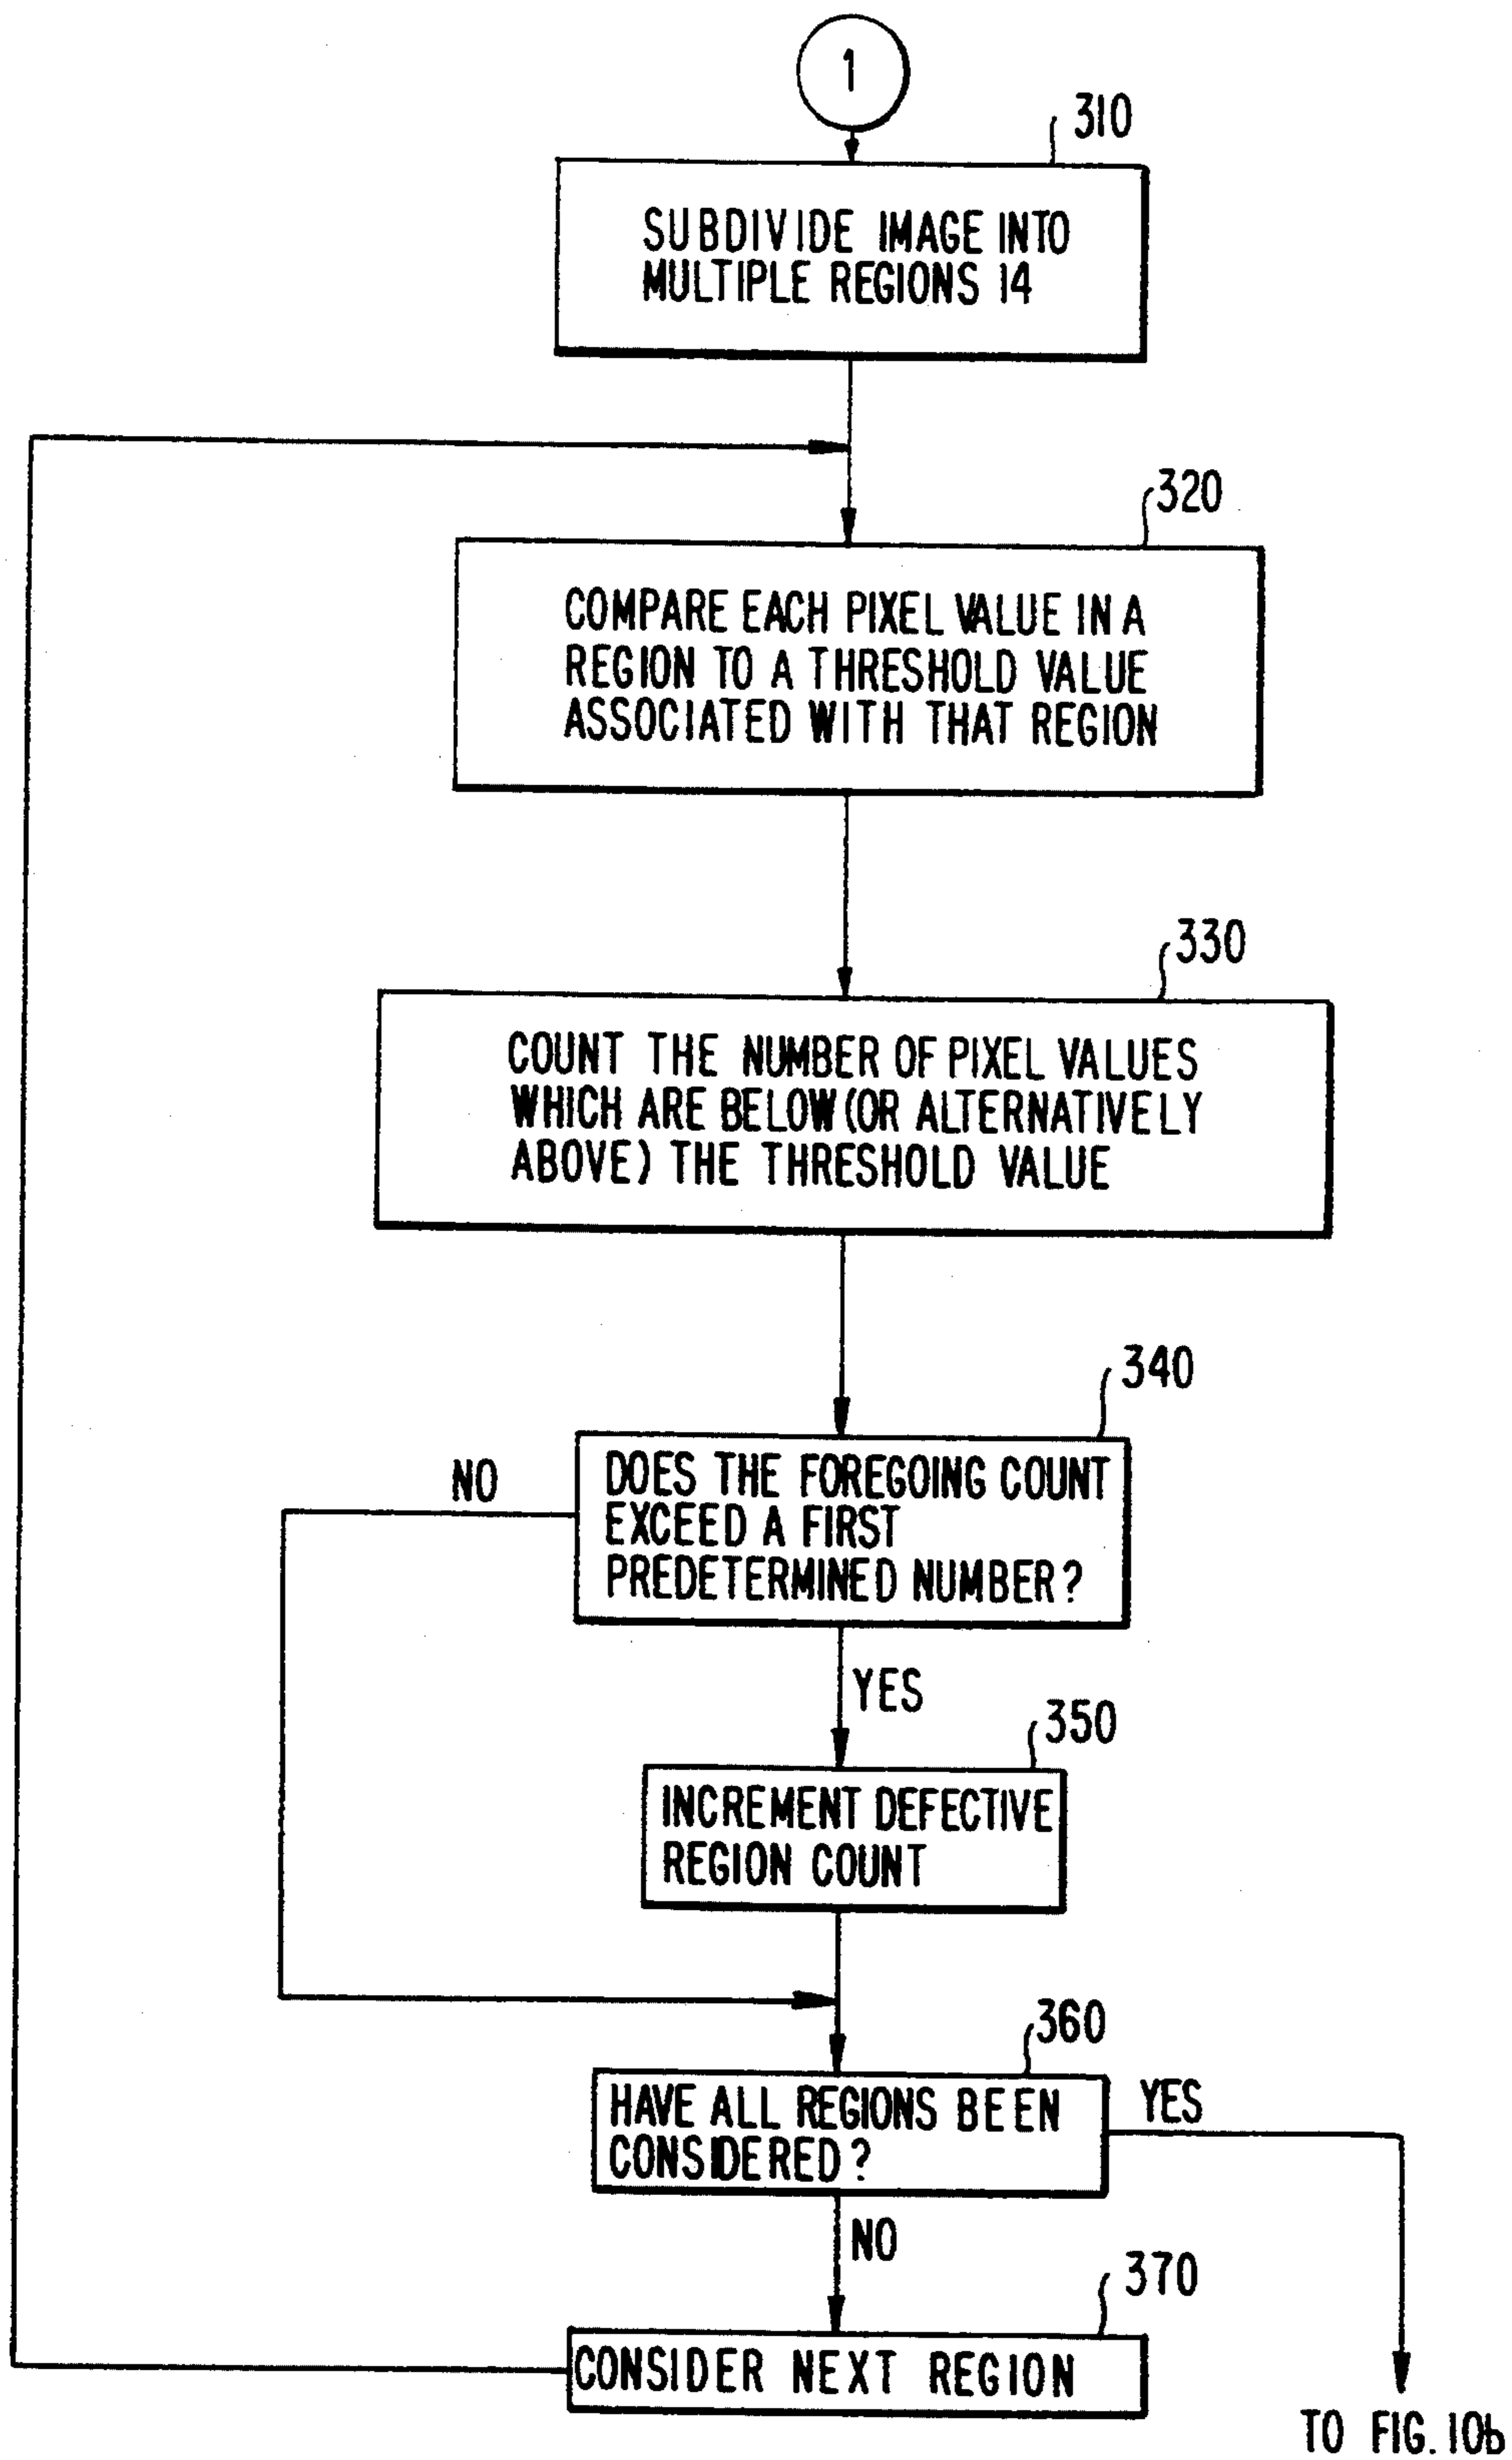 1
310
SUBDIVIDE IMAGE INTO
MULTIPLE REGIONS 14
320
COMPARE EACH PIXEL VALUE IN A
REGION TO A THRESHOLD VALUE
ASSOCIATED WITH THAT REGION
330
COUNT THE NUMBER OF PIXEL VALUES
WHICH ARE BELOW (OR ALTERNATIVELY
ABOVE) THE THRESHOLD VALUE
340
NO
DOES THE FOREGOING COUNT
EXCEED A FIRST
PREDETERMINED NUMBER?
YES
350
INCREMENT DEFECTIVE
REGION COUNT
360
HAVE ALL REGIONS BEEN
CONSIDERED?
YES
NO
370
CONSIDER NEXT REGION
TO FIG. 10b